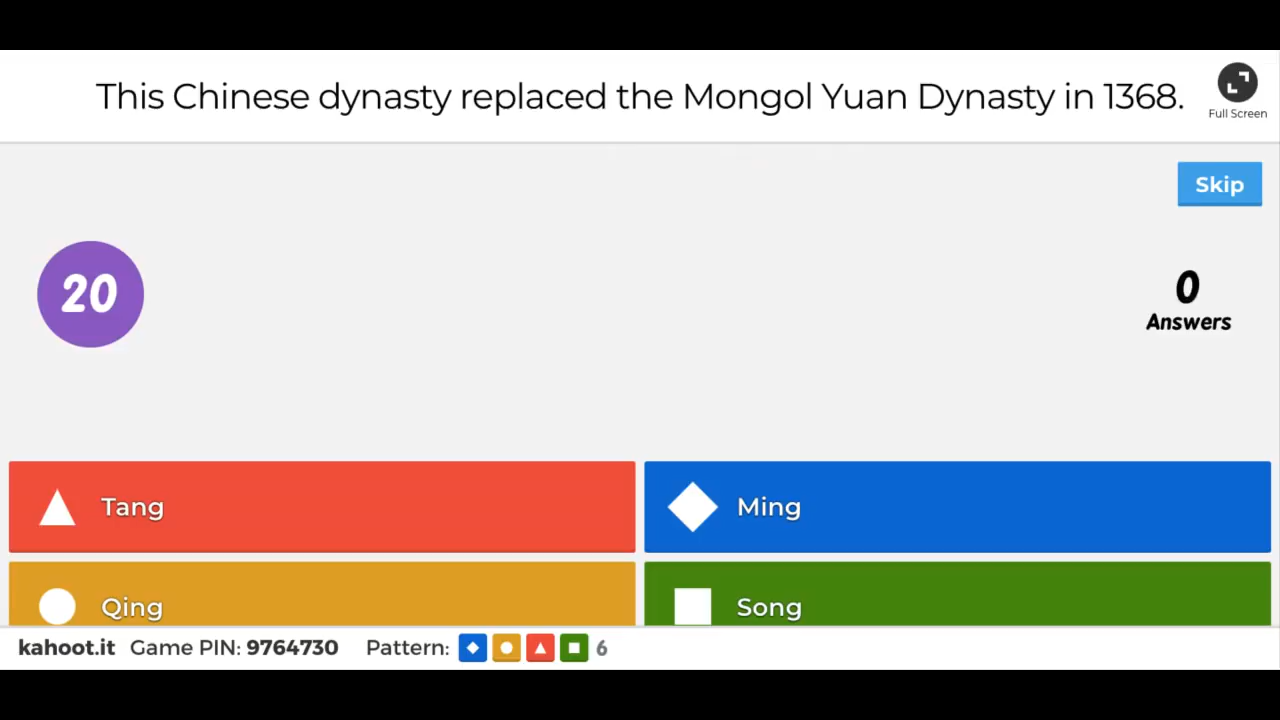 This Chinese dynasty replaced the Mongol Yuan Dynasty in 1368.
Full Screen
Skip
20
0
Answers
Tang
Ming
Qing
Song
kahoot.it Game PIN: 9764730 Pattern: 6